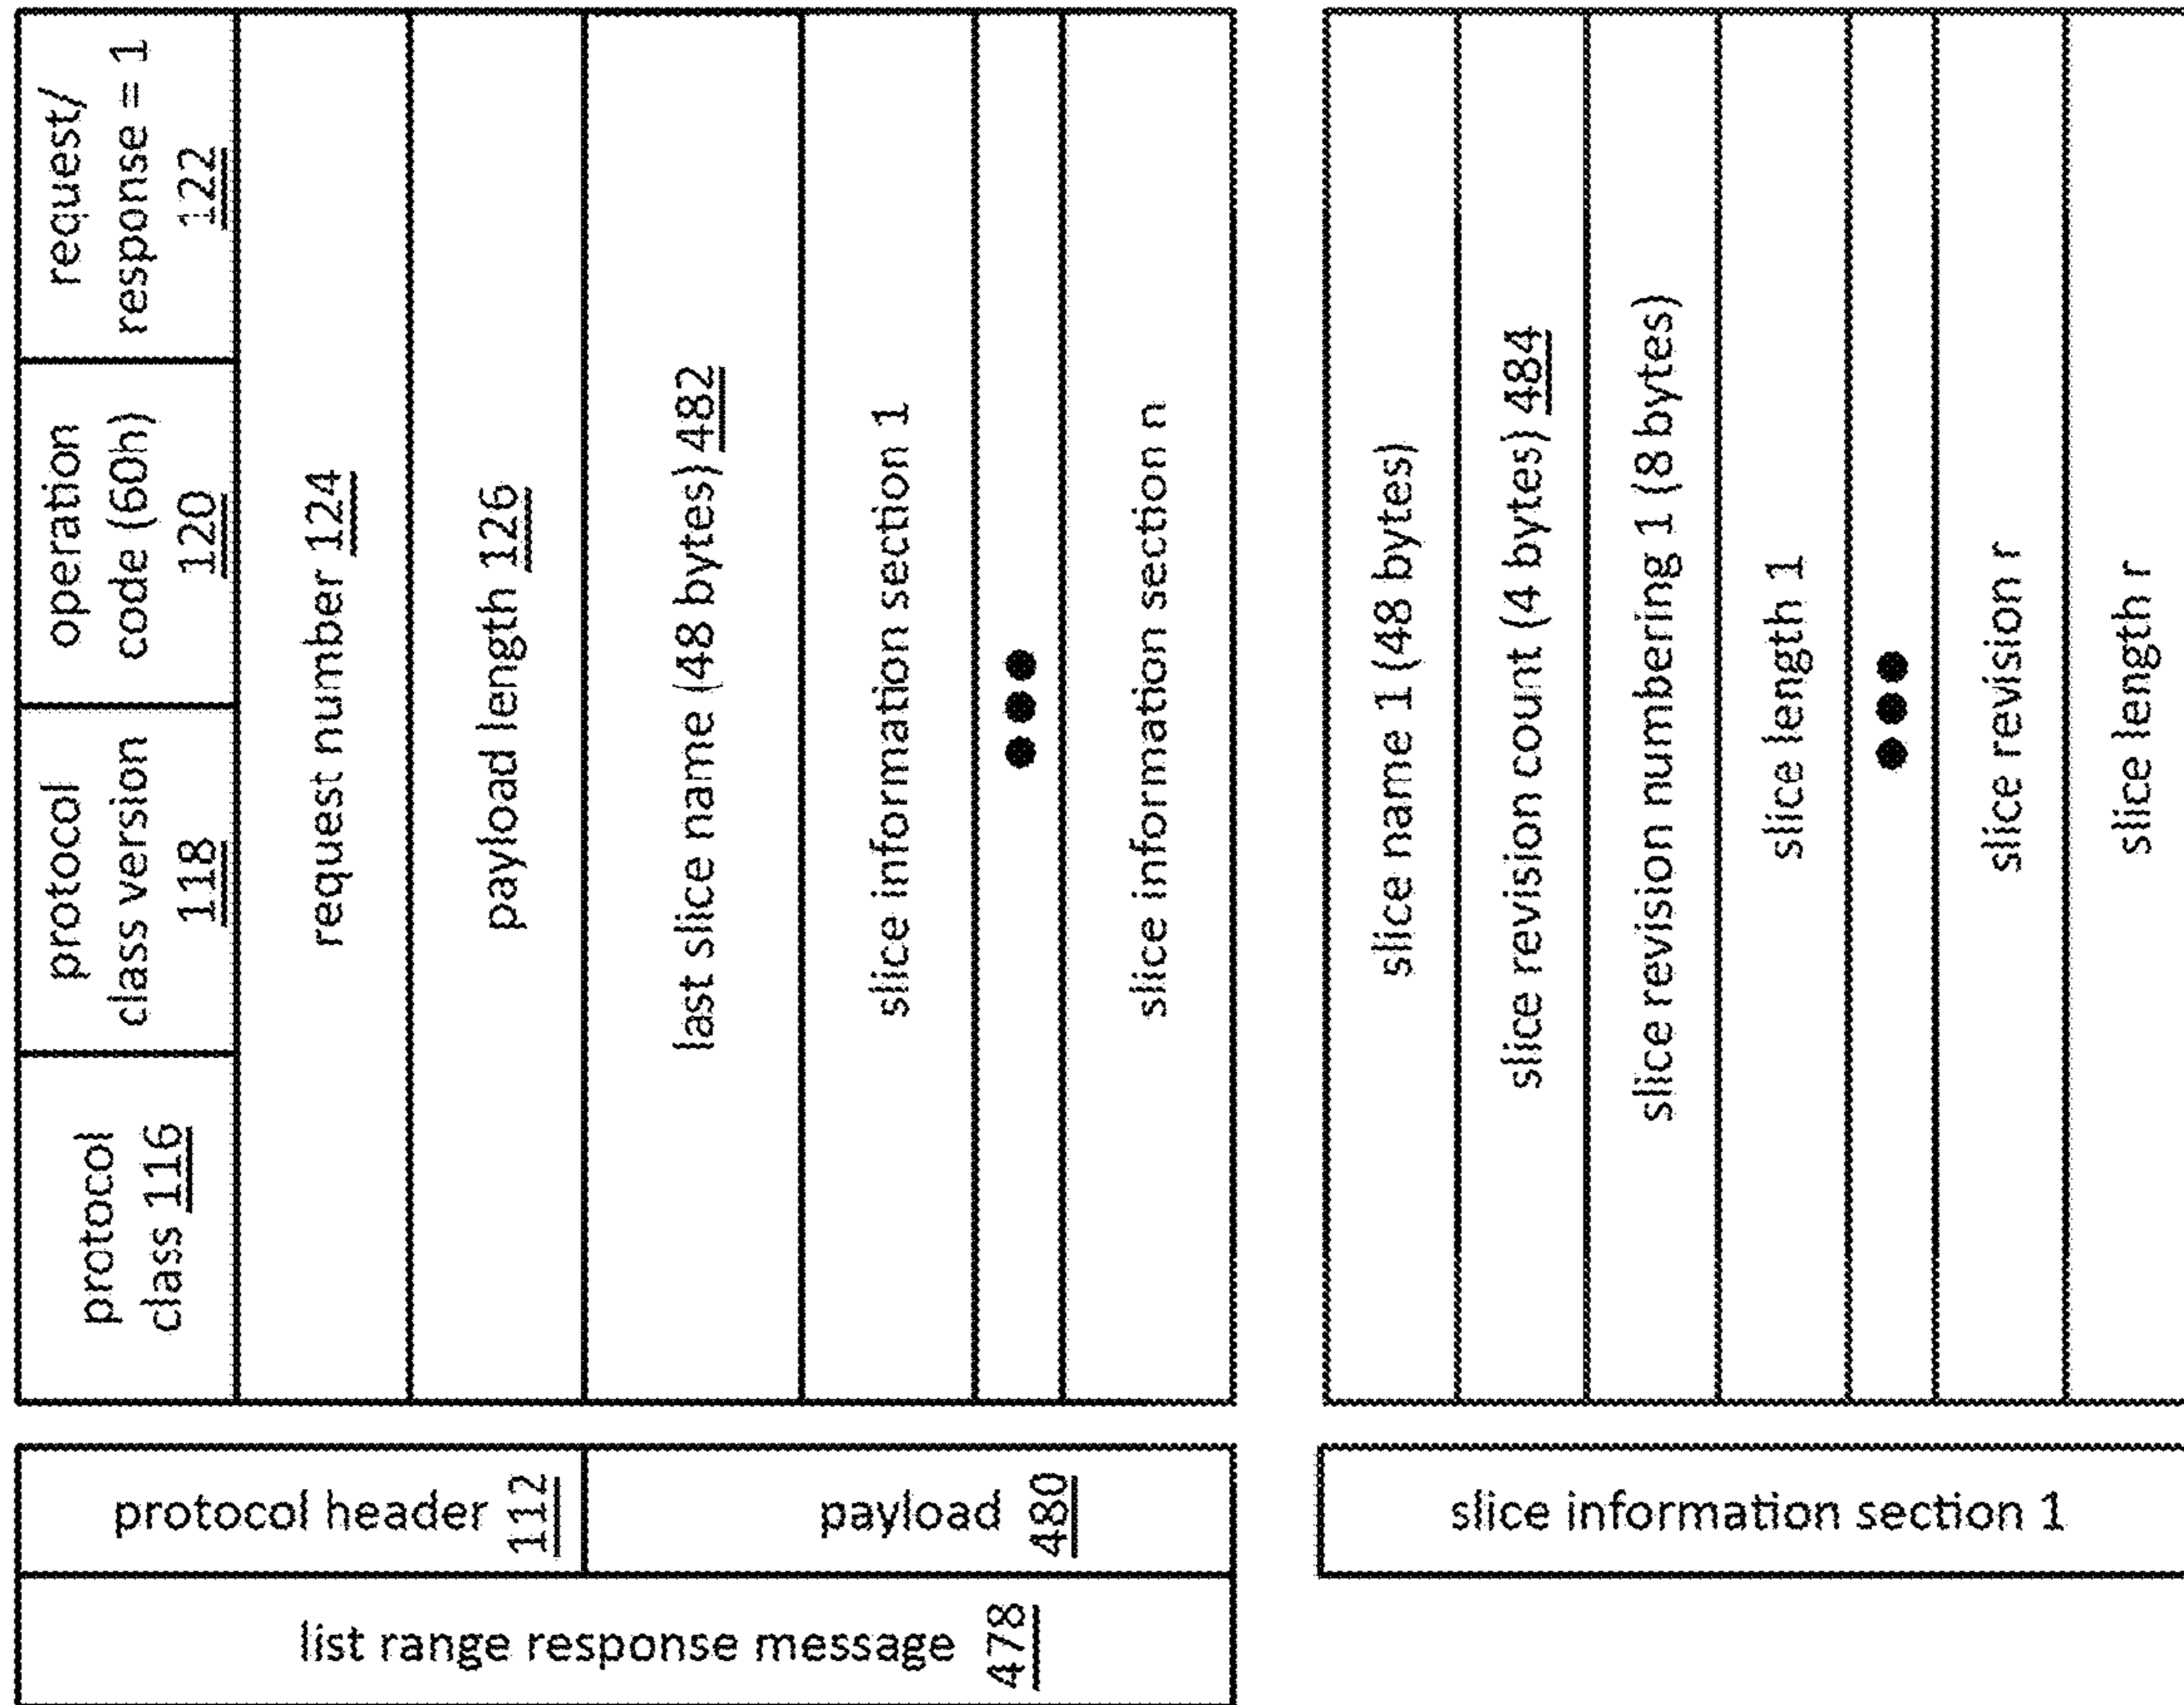 list range response message 478
protocol header 112
payload 480
protocol
class 116
protocol
class version
118
operation
code (60h)
120
request/
response = 1
122
request number 124
payload length 126
last slice name (48 bytes) 482
slice information section 1
slice information section n
slice information section 1
slice name 1 (48 bytes)
slice revision count (4 bytes) 484
slice revision numbering 1 (8 bytes)
slice length 1
slice revision r
slice length r